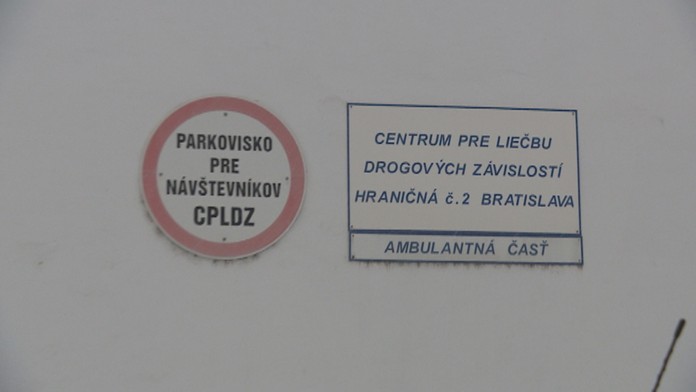 PARKOVISKO
PRE
NÁVŠTEVNÍKOV
CPLDZ
CENTRUM PRE LIEČBU
DROGOVÝCH ZÁVISLOSTÍ
HRANIČNÁ č.2 BRATISLAVA
AMBULANTNÁ ČASŤ